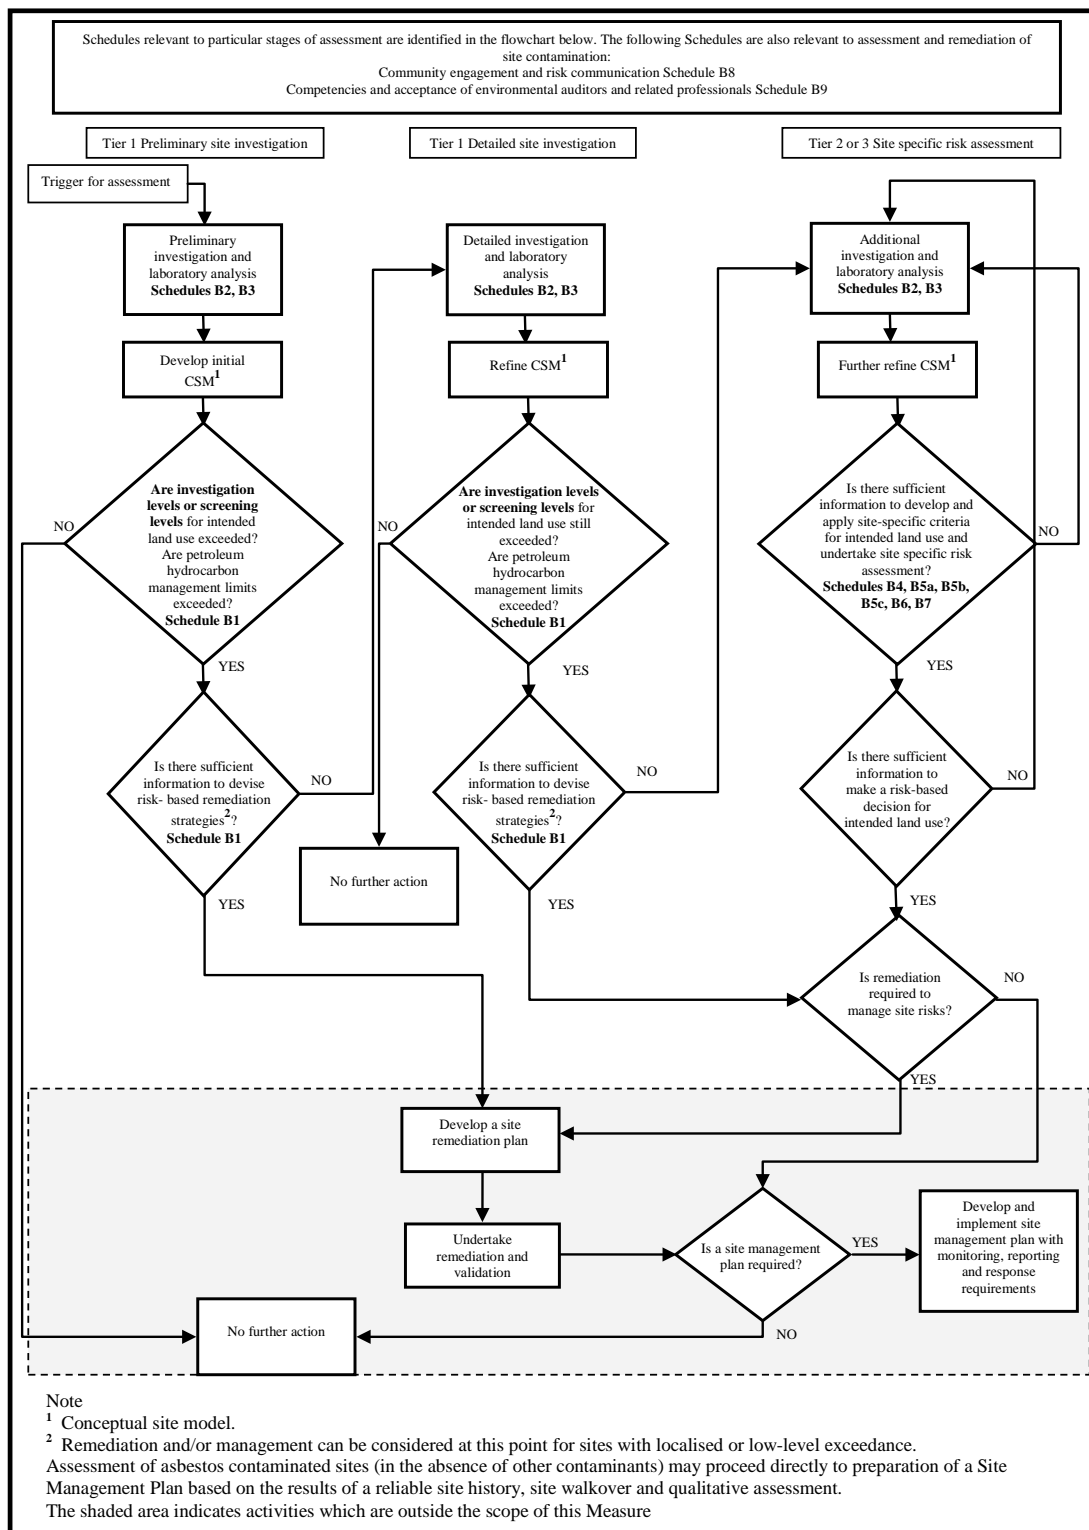 Schedules relevant to particular stages of assessment are identified in the flowchart below. The following Schedules are also relevant to assessment and remediation of
site contamination:
Community engagement and risk communication Schedule B8
Competencies and acceptance of environmental auditors and related professionals Schedule B9
Tier 1 Preliminary site investigation
Tier 1 Detailed site investigation
Tier 2 or 3 Site specific risk assessment
Trigger for assessment
Preliminary
investigation and
laboratory analysis
Schedules B2, B3
Detailed investigation
and laboratory
analysis
Schedules B2, B3
Additional
investigation and
laboratory analysis
Schedules B2, B3
Develop initial
CSM¹
Refine CSM¹
Further refine CSM¹
Are investigation
levels or screening
levels for intended
land use exceeded?
Are petroleum
hydrocarbon
management limits
exceeded?
Schedule B1
NO
YES
Are investigation levels
or screening levels for
intended land use still
exceeded?
Are petroleum
hydrocarbon
management limits
exceeded?
Schedule B1
NO
YES
Is there sufficient
information to develop and
apply site-specific criteria
for intended land use and
undertake site specific risk
assessment?
Schedules B4, B5a, B5b,
B5c, B6, B7
NO
YES
Is there sufficient
information to devise
risk- based remediation
strategies²?
Schedule B1
NO
YES
Is there sufficient
information to devise
risk- based remediation
strategies²?
Schedule B1
NO
YES
Is there sufficient
information to
make a risk-based
decision for
intended land use?
NO
YES
No further action
Is remediation
required to
manage site risks?
NO
YES
Develop a site
remediation plan
Undertake
remediation and
validation
Is a site management
plan required?
YES
NO
Develop and
implement site
management plan with
monitoring, reporting
and response
requirements
No further action
Note
¹ Conceptual site model.
² Remediation and/or management can be considered at this point for sites with localised or low-level exceedance.
Assessment of asbestos contaminated sites (in the absence of other contaminants) may proceed directly to preparation of a Site
Management Plan based on the results of a reliable site history, site walkover and qualitative assessment.
The shaded area indicates activities which are outside the scope of this Measure